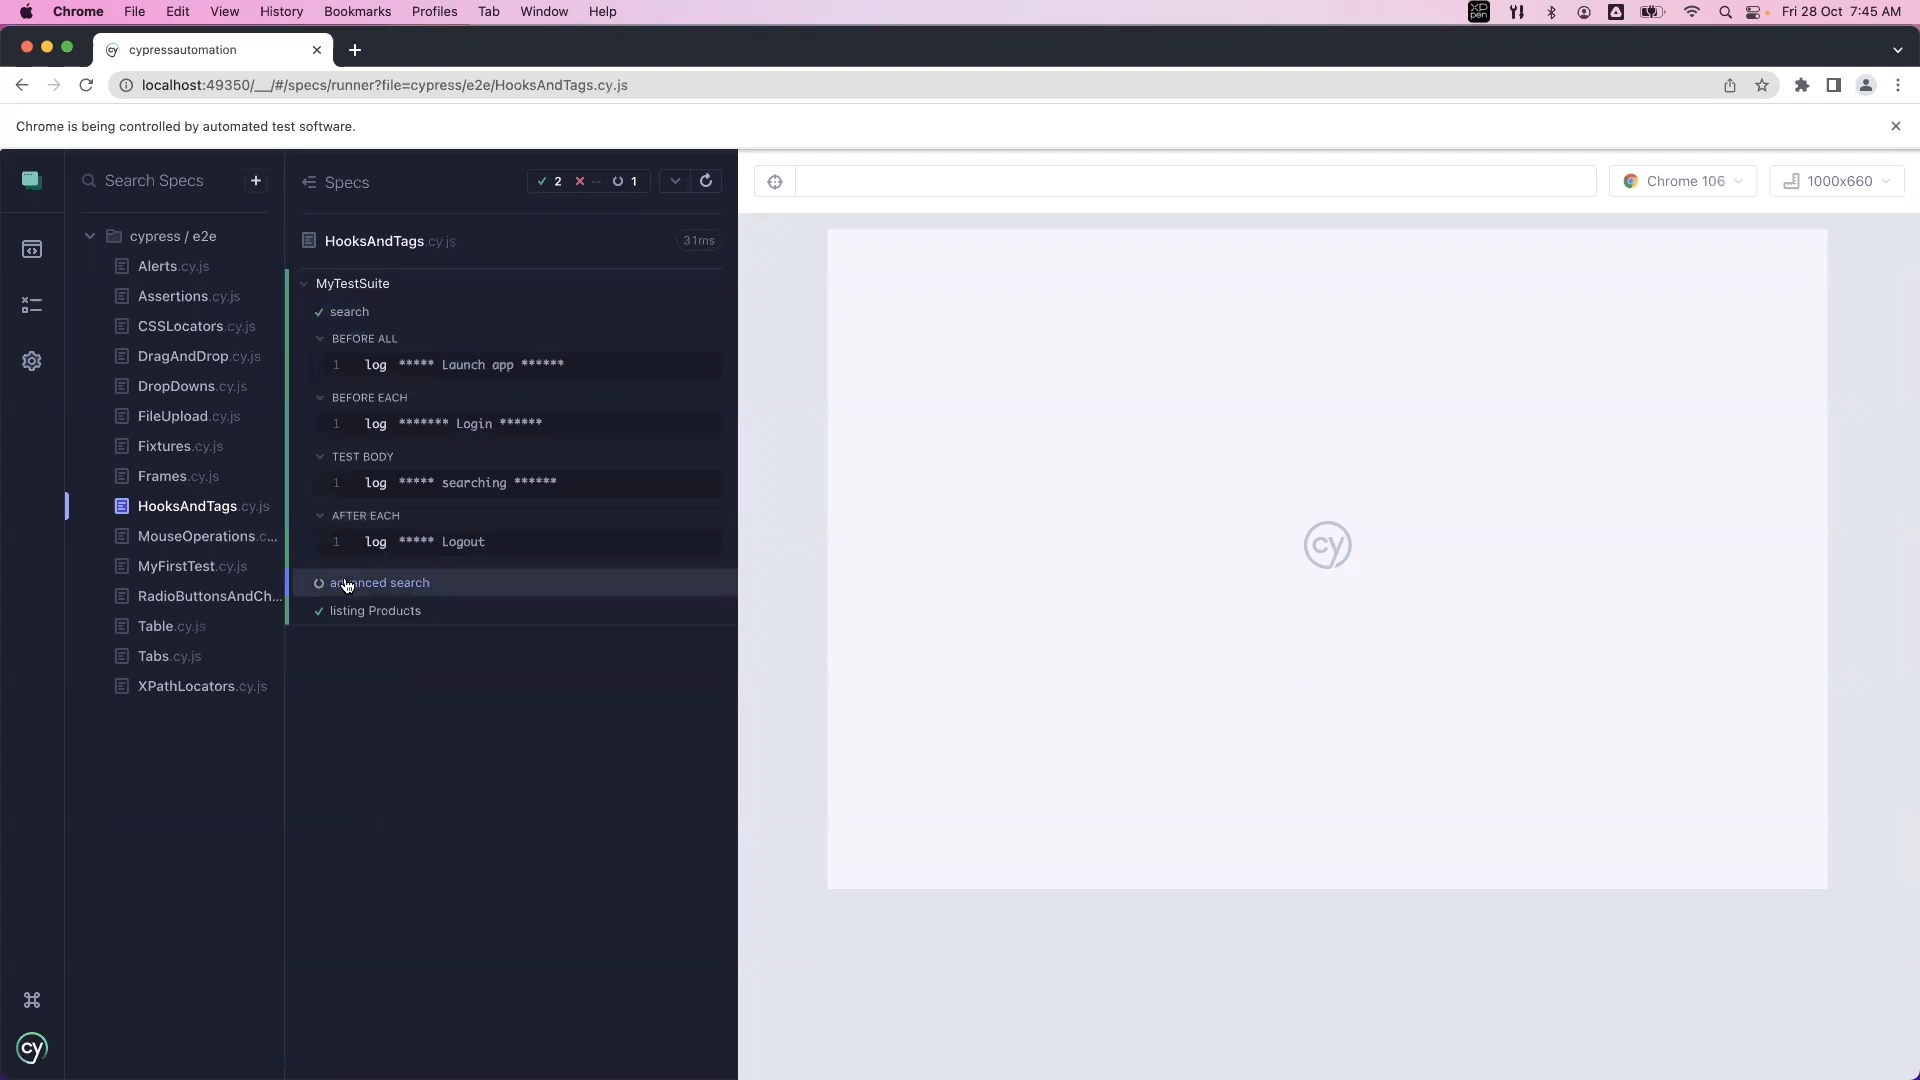 Chrome File Edit View History Bookmarks Profiles Tab Window Help
XP
pen
Fri 28 Oct 7:45 AM
cy cypressautomation
localhost:49350/__/#/specs/runner?file=cypress/e2e/HooksAndTags.cy.js
Chrome is being controlled by automated test software.
Search Specs
cypress / e2e
Alerts.cy.js
Assertions.cy.js
CSSLocators.cy.js
DragAndDrop.cy.js
DropDowns.cy.js
FileUpload.cy.js
Fixtures.cy.js
Frames.cy.js
HooksAndTags.cy.js
MouseOperations.c...
MyFirstTest.cy.js
RadioButtonsAndCh...
Table.cy.js
Tabs.cy.js
XPathLocators.cy.js
cy
Specs
2 -- 1
HooksAndTags.cy.js 31ms
MyTestSuite
search
BEFORE ALL
1 log ***** Launch app ******
BEFORE EACH
1 log ******* Login ******
TEST BODY
1 log ***** searching ******
AFTER EACH
1 log ***** Logout
advanced search
listing Products
Chrome 106
1000x660
cy